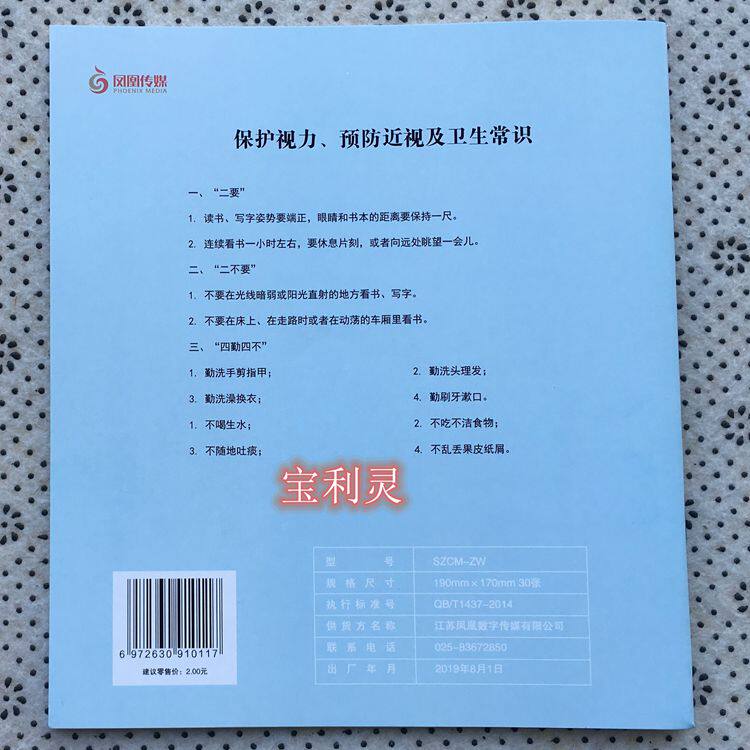 凤凰传媒
PHOENIX MEDIA
保护视力、预防近视及卫生常识
一、“二要”
1. 读书、写字姿势要端正，眼睛和书本的距离要保持一尺。
2. 连续看书一小时左右，要休息片刻，或者向远处眺望一会儿。
二、“二不要”
1. 不要在光线暗弱或阳光直射的地方看书、写字。
2. 不要在床上、在走路时或者在动荡的车厢里看书。
三、“四勤四不”
1. 勤洗手剪指甲； 2. 勤洗头理发；
3. 勤洗澡换衣； 4. 勤刷牙漱口。
1. 不喝生水； 2. 不吃不洁食物；
3. 不随地吐痰； 4. 不乱丢果皮纸屑。
宝利灵
型号 SZCM-ZW
规格尺寸 190mm×170mm 30张
执行标准号 QB/T1437-2014
供货方名称 江苏凤凰数字传媒有限公司
联系电话 025-83672850
出厂年月 2019年8月1日
6 972630 910117
建议零售价：2.00元